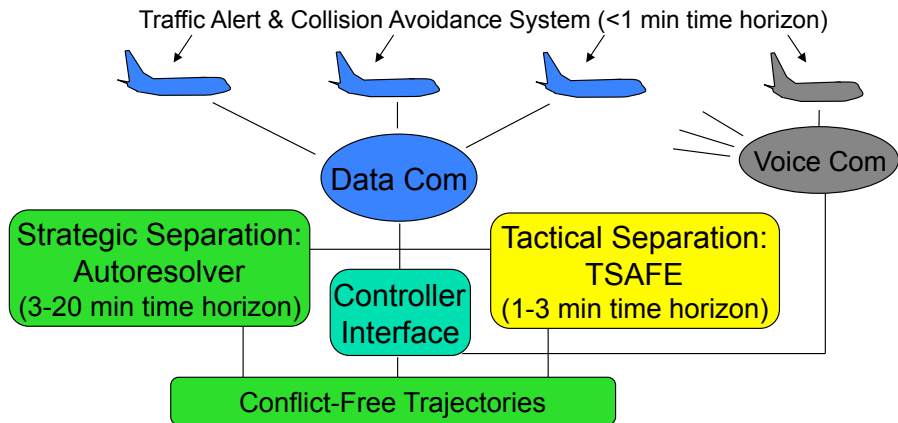 Traffic Alert & Collision Avoidance System (<1 min time horizon)
Data Com
Voice Com
Strategic Separation:
Autoresolver
(3-20 min time horizon)
Controller
Interface
Tactical Separation:
TSAFE
(1-3 min time horizon)
Conflict-Free Trajectories